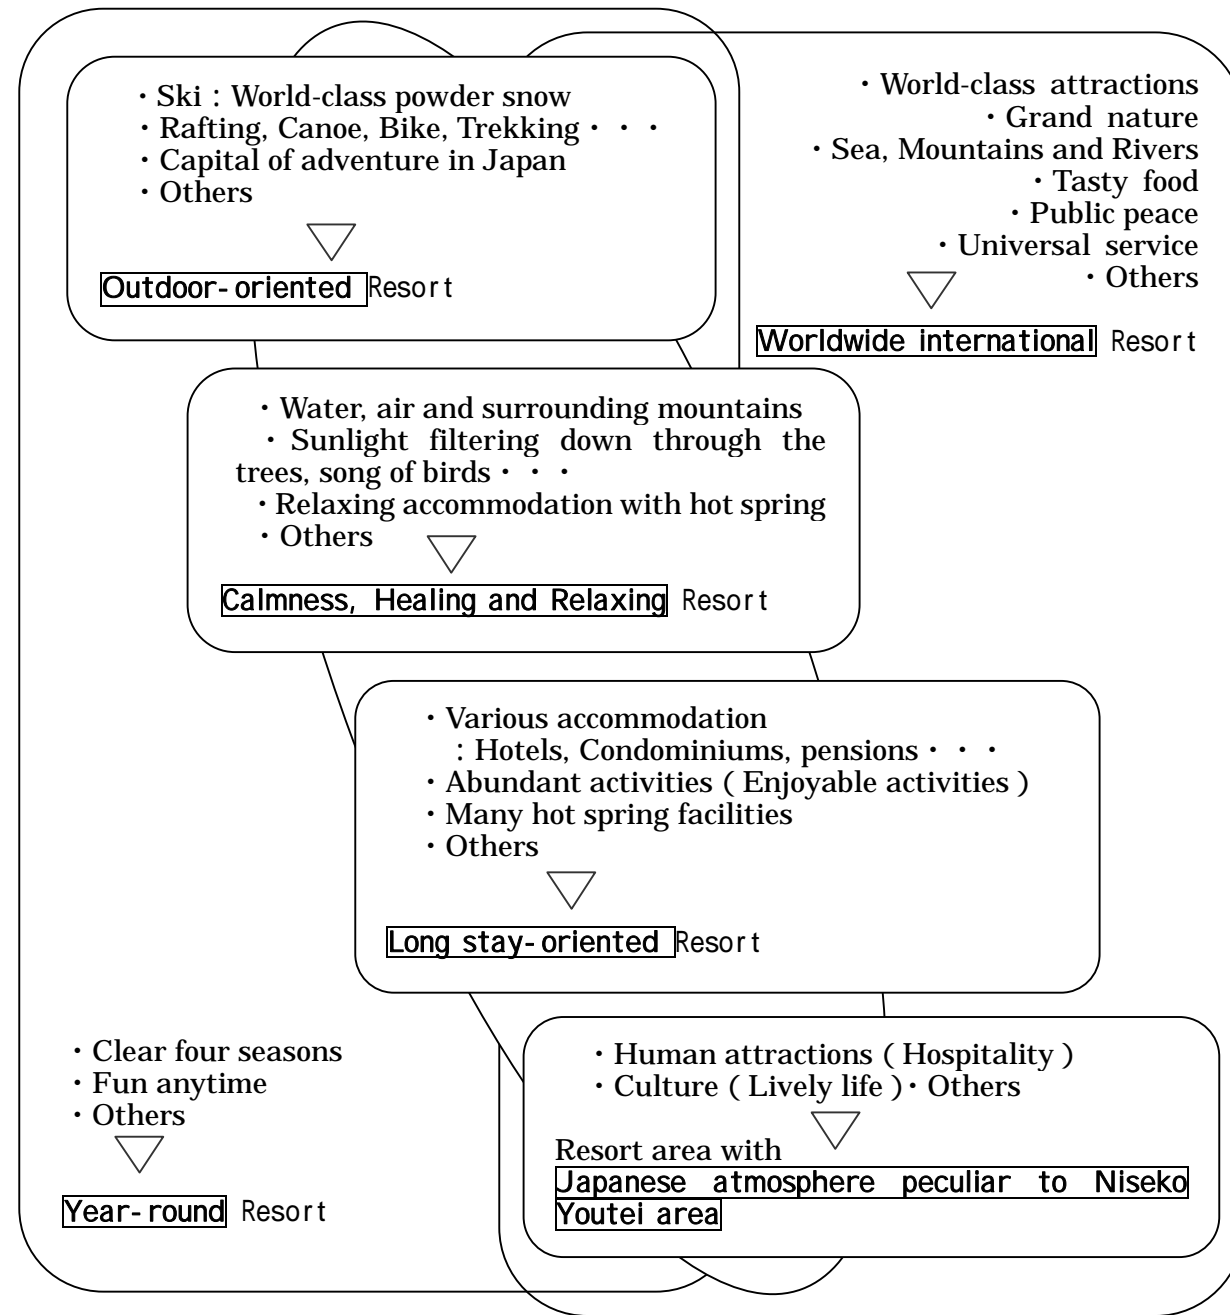 ・Ski : World-class powder snow
・Rafting, Canoe, Bike, Trekking・・・
・Capital of adventure in Japan
・Others
Outdoor-oriented Resort
・World-class attractions
・Grand nature
・Sea, Mountains and Rivers
・Tasty food
・Public peace
・Universal service
・Others
Worldwide international Resort
・Water, air and surrounding mountains
・Sunlight filtering down through the
trees, song of birds・・・
・Relaxing accommodation with hot spring
・Others
Calmness, Healing and Relaxing Resort
・Various accommodation
: Hotels, Condominiums, pensions・・・
・Abundant activities ( Enjoyable activities )
・Many hot spring facilities
・Others
Long stay-oriented Resort
・Clear four seasons
・Fun anytime
・Others
Year-round Resort
・Human attractions ( Hospitality )
・Culture ( Lively life )・Others
Resort area with
Japanese atmosphere peculiar to Niseko
Youtei area